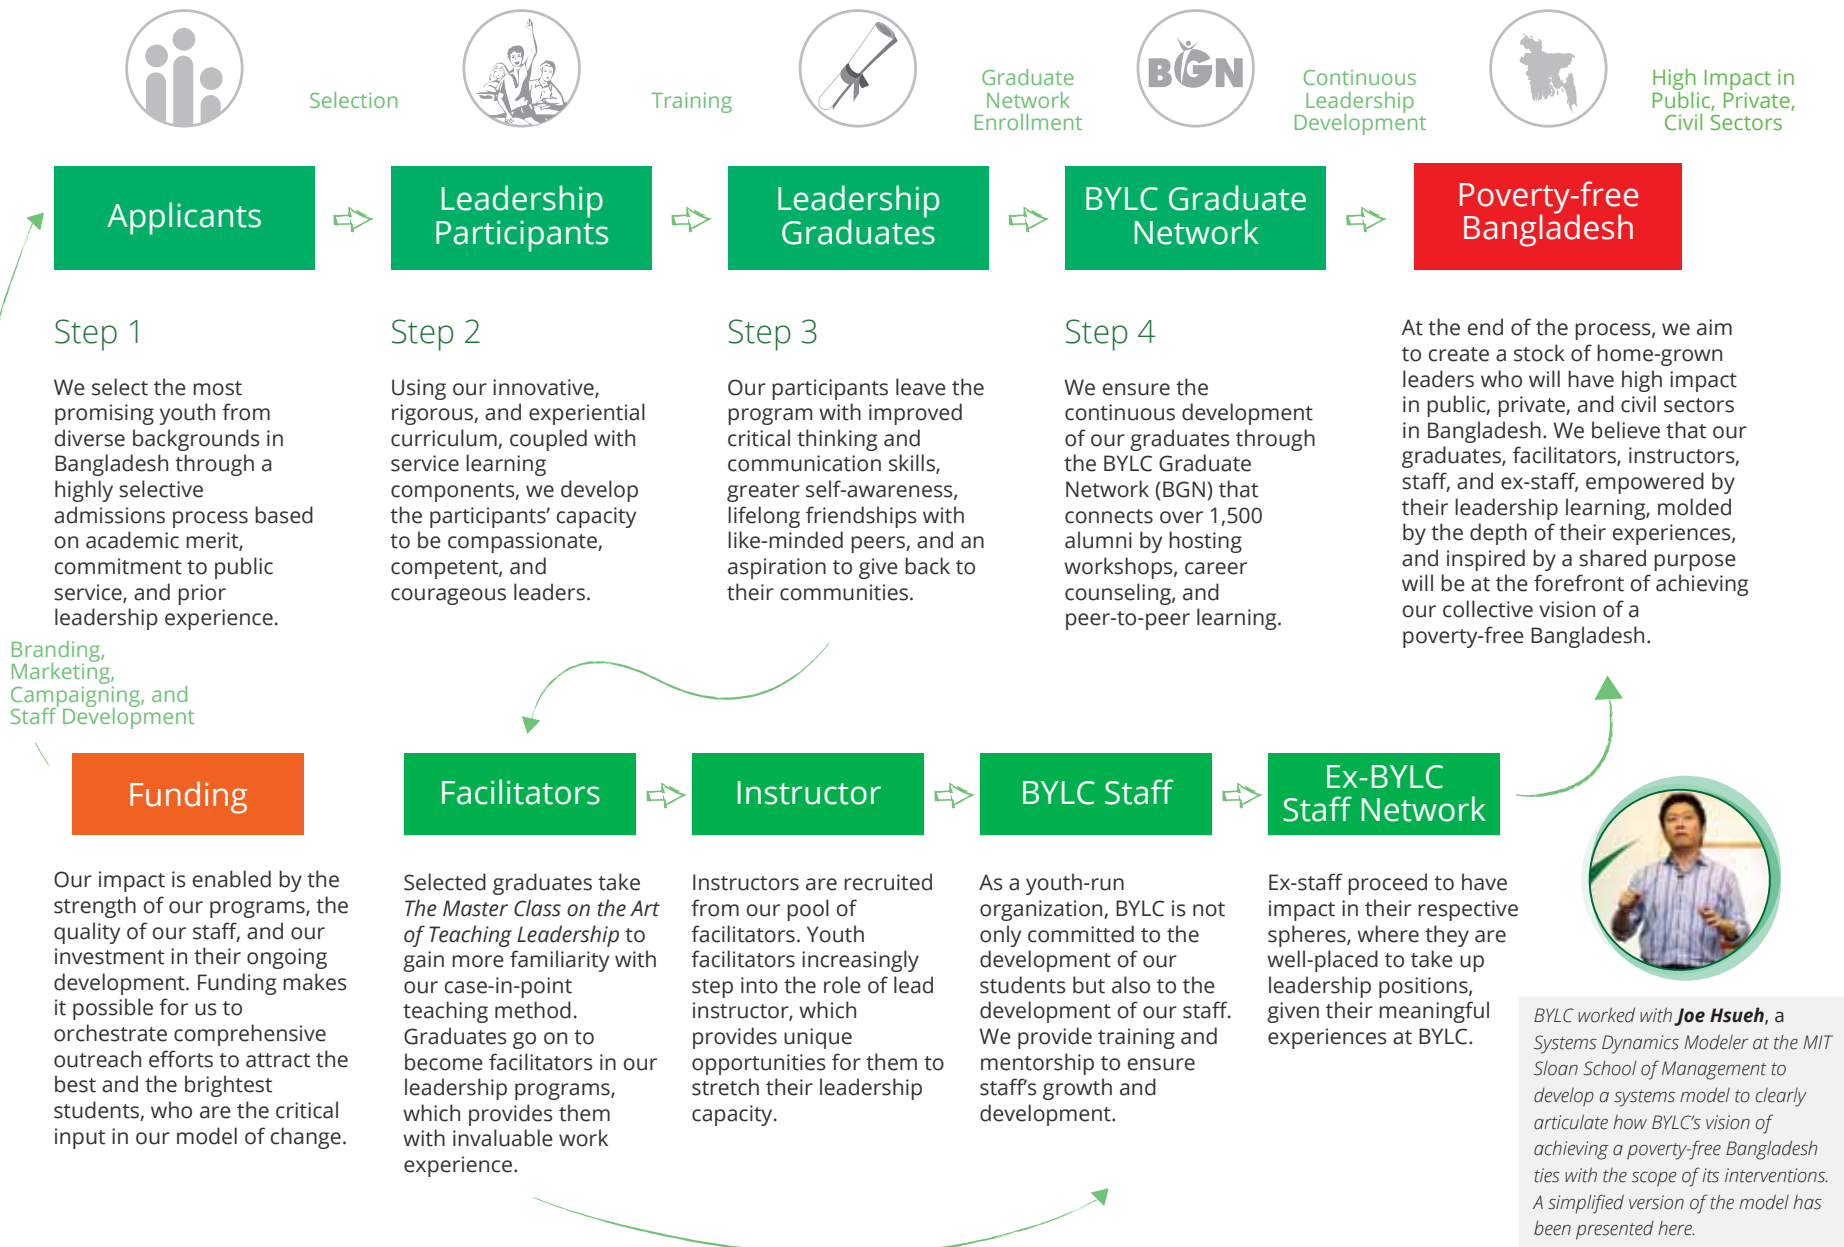 Selection
Training
Graduate
Network
Enrollment
BGN
Continuous
Leadership
Development
High Impact in
Public, Private,
Civil Sectors
Applicants
Leadership
Participants
Leadership
Graduates
BYLC Graduate
Network
Poverty-free
Bangladesh
Step 1
We select the most
promising youth from
diverse backgrounds in
Bangladesh through a
highly selective
admissions process based
on academic merit,
commitment to public
service, and prior
leadership experience.
Step 2
Using our innovative,
rigorous, and experiential
curriculum, coupled with
service learning
components, we develop
the participants’ capacity
to be compassionate,
competent, and
courageous leaders.
Step 3
Our participants leave the
program with improved
critical thinking and
communication skills,
greater self-awareness,
lifelong friendships with
like-minded peers, and an
aspiration to give back to
their communities.
Step 4
We ensure the
continuous development
of our graduates through
the BYLC Graduate
Network (BGN) that
connects over 1,500
alumni by hosting
workshops, career
counseling, and
peer-to-peer learning.
At the end of the process, we aim
to create a stock of home-grown
leaders who will have high impact
in public, private, and civil sectors
in Bangladesh. We believe that our
graduates, facilitators, instructors,
staff, and ex-staff, empowered by
their leadership learning, molded
by the depth of their experiences,
and inspired by a shared purpose
will be at the forefront of achieving
our collective vision of a
poverty-free Bangladesh.
Branding,
Marketing,
Campaigning, and
Staff Development
Funding
Our impact is enabled by the
strength of our programs, the
quality of our staff, and our
investment in their ongoing
development. Funding makes
it possible for us to
orchestrate comprehensive
outreach efforts to attract the
best and the brightest
students, who are the critical
input in our model of change.
Facilitators
Selected graduates take
The Master Class on the Art
of Teaching Leadership to
gain more familiarity with
our case-in-point
teaching method.
Graduates go on to
become facilitators in our
leadership programs,
which provides them
with invaluable work
experience.
Instructor
Instructors are recruited
from our pool of
facilitators. Youth
facilitators increasingly
step into the role of lead
instructor, which
provides unique
opportunities for them to
stretch their leadership
capacity.
BYLC Staff
As a youth-run
organization, BYLC is not
only committed to the
development of our
students but also to the
development of our staff.
We provide training and
mentorship to ensure
staff’s growth and
development.
Ex-BYLC
Staff Network
Ex-staff proceed to have
impact in their respective
spheres, where they are
well-placed to take up
leadership positions,
given their meaningful
experiences at BYLC.
BYLC worked with Joe Hsueh, a
Systems Dynamics Modeler at the MIT
Sloan School of Management to
develop a systems model to clearly
articulate how BYLC’s vision of
achieving a poverty-free Bangladesh
ties with the scope of its interventions.
A simplified version of the model has
been presented here.